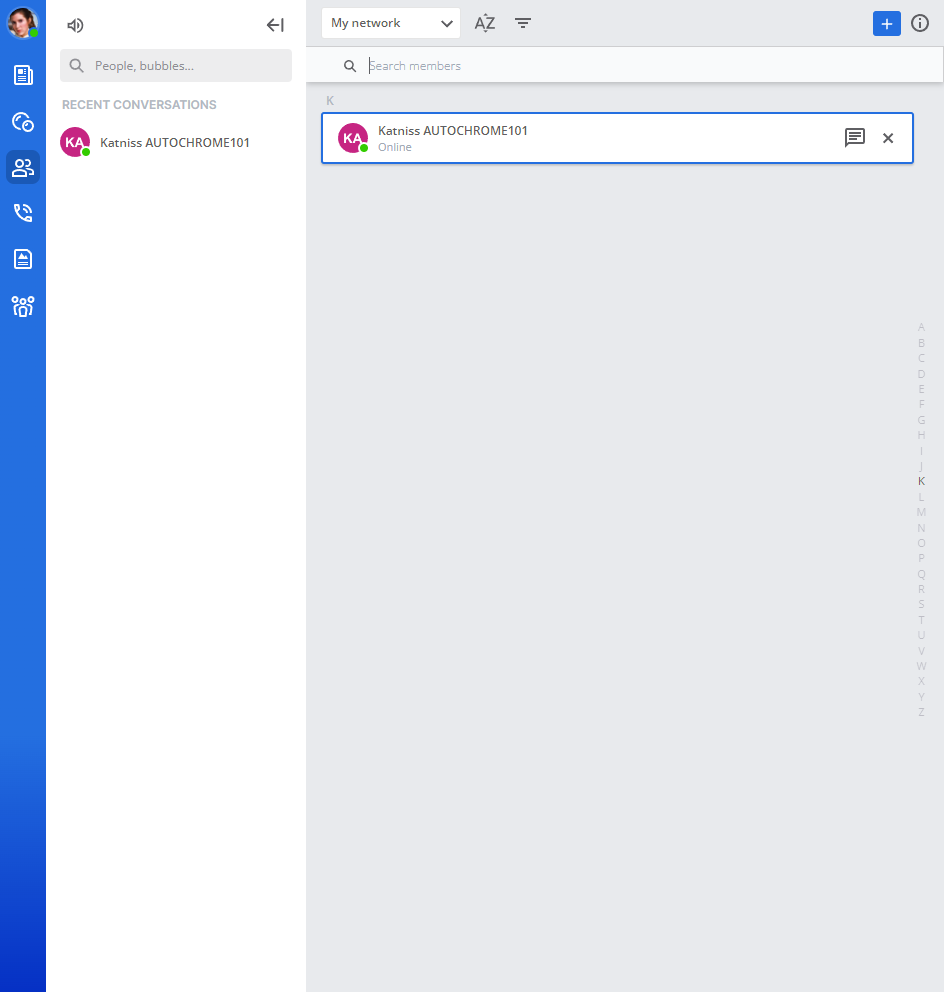 My network
AZ
People, bubbles...
Search members
RECENT CONVERSATIONS
KA
Katniss AUTOCHROME101
K
KA
Katniss AUTOCHROME101
Online
A
B
C
D
E
F
G
H
I
J
K
L
M
N
O
P
Q
R
S
T
U
V
W
X
Y
Z